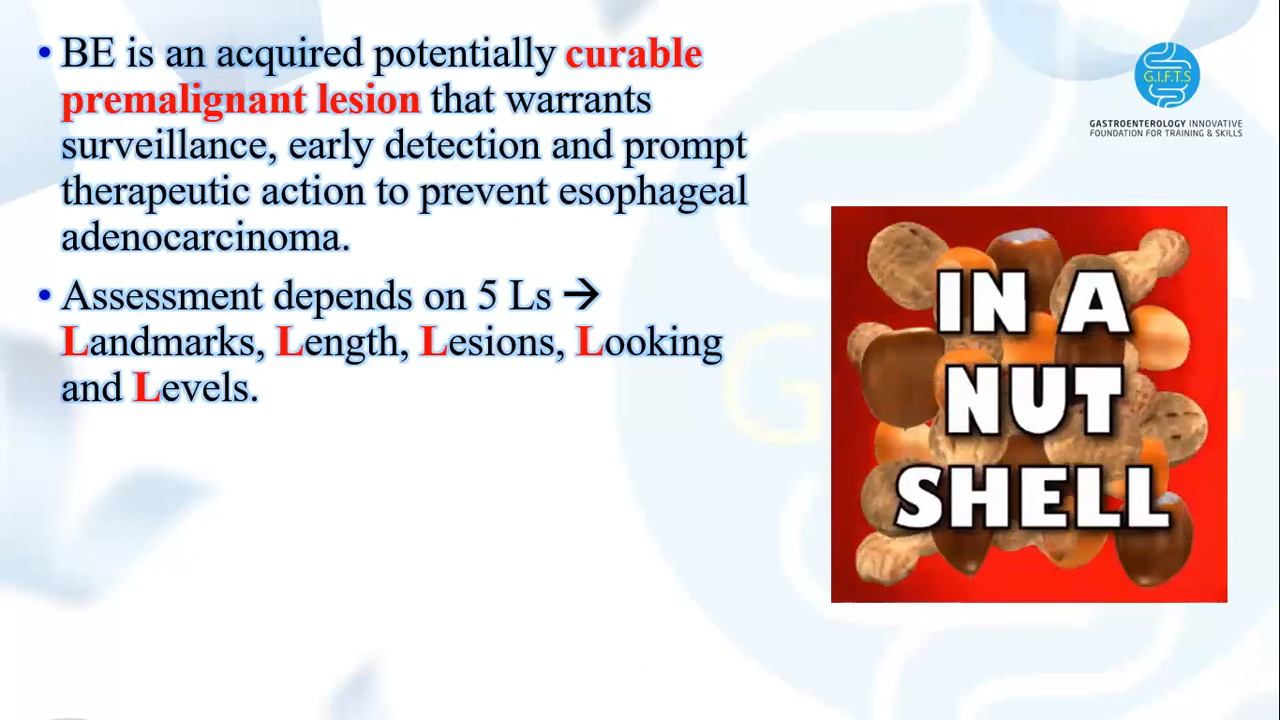 • BE is an acquired potentially curable
premalignant lesion that warrants
surveillance, early detection and prompt
therapeutic action to prevent esophageal
adenocarcinoma.
• Assessment depends on 5 Ls →
Landmarks, Length, Lesions, Looking
and Levels.
G.I.F.T.S
GASTROENTEROLOGY INNOVATIVE
FOUNDATION FOR TRAINING & SKILLS
IN A
NUT
SHELL